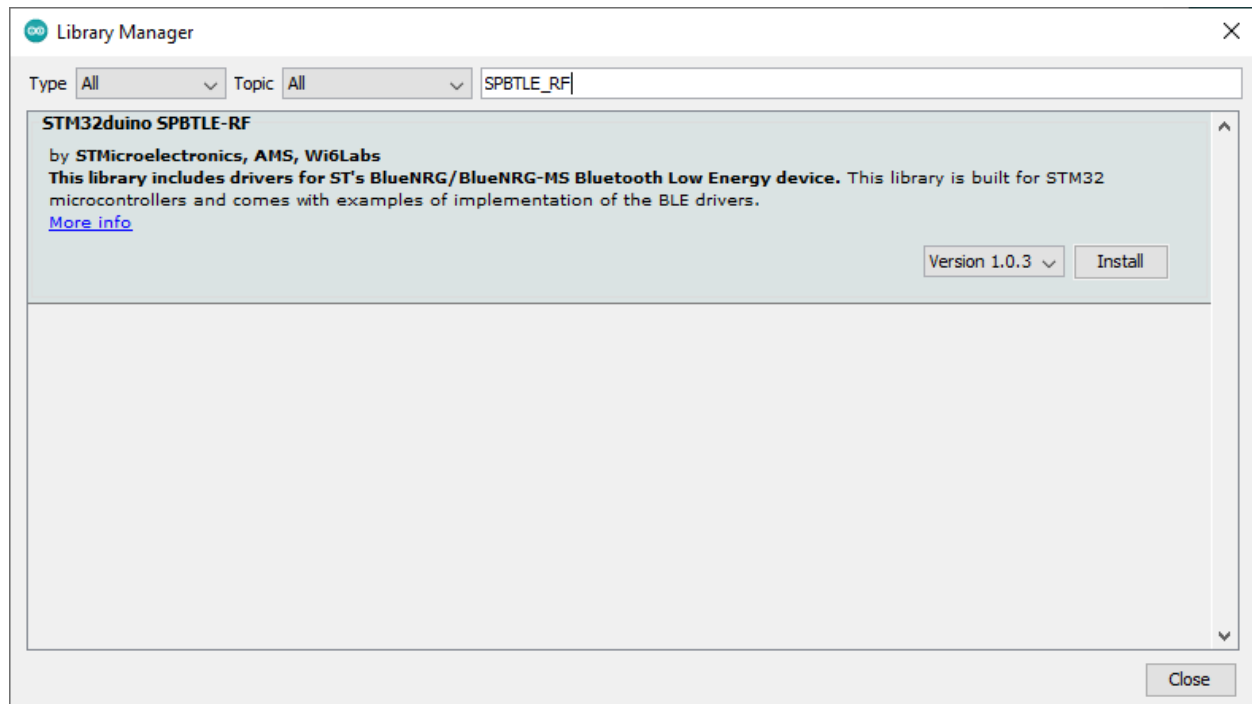 Library Manager
Type All Topic All SPBTLE_RF
STM32duino SPBTLE-RF
by STMicroelectronics, AMS, Wi6Labs
This library includes drivers for ST's BlueNRG/BlueNRG-MS Bluetooth Low Energy device. This library is built for STM32
microcontrollers and comes with examples of implementation of the BLE drivers.
More info
Version 1.0.3 Install
Close